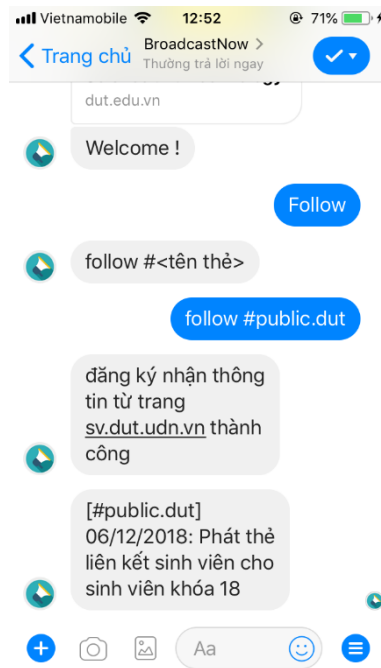 Vietnamobile 12:52 71%
Trang chủ
BroadcastNow >
Thường trả lời ngay
dut.edu.vn
Welcome !
Follow
follow #<tên thẻ>
follow #public.dut
đăng ký nhận thông
tin từ trang
sv.dut.udn.vn thành
công
[#public.dut]
06/12/2018: Phát thẻ
liên kết sinh viên cho
sinh viên khóa 18
Aa